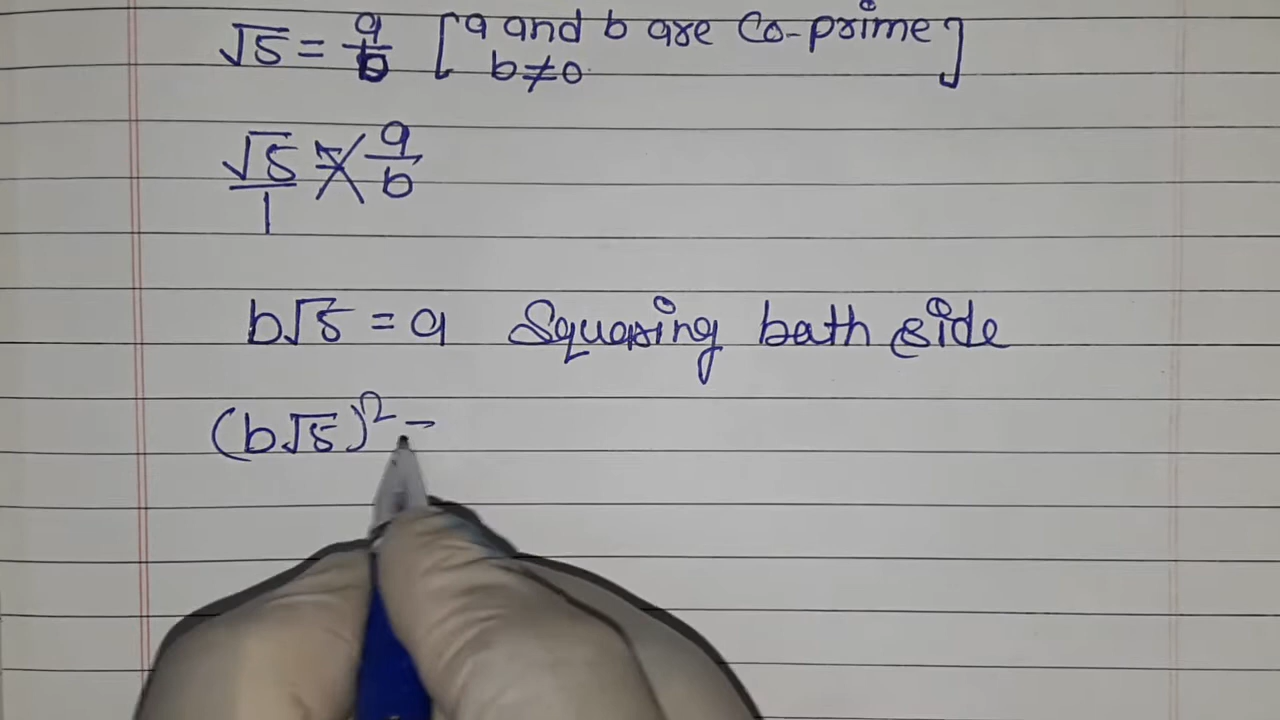 √5 = a/b [a and b are Co-prime]
b≠0
√5/1 = a/b
b√5 = a Squaring bath side
(b√5)² =